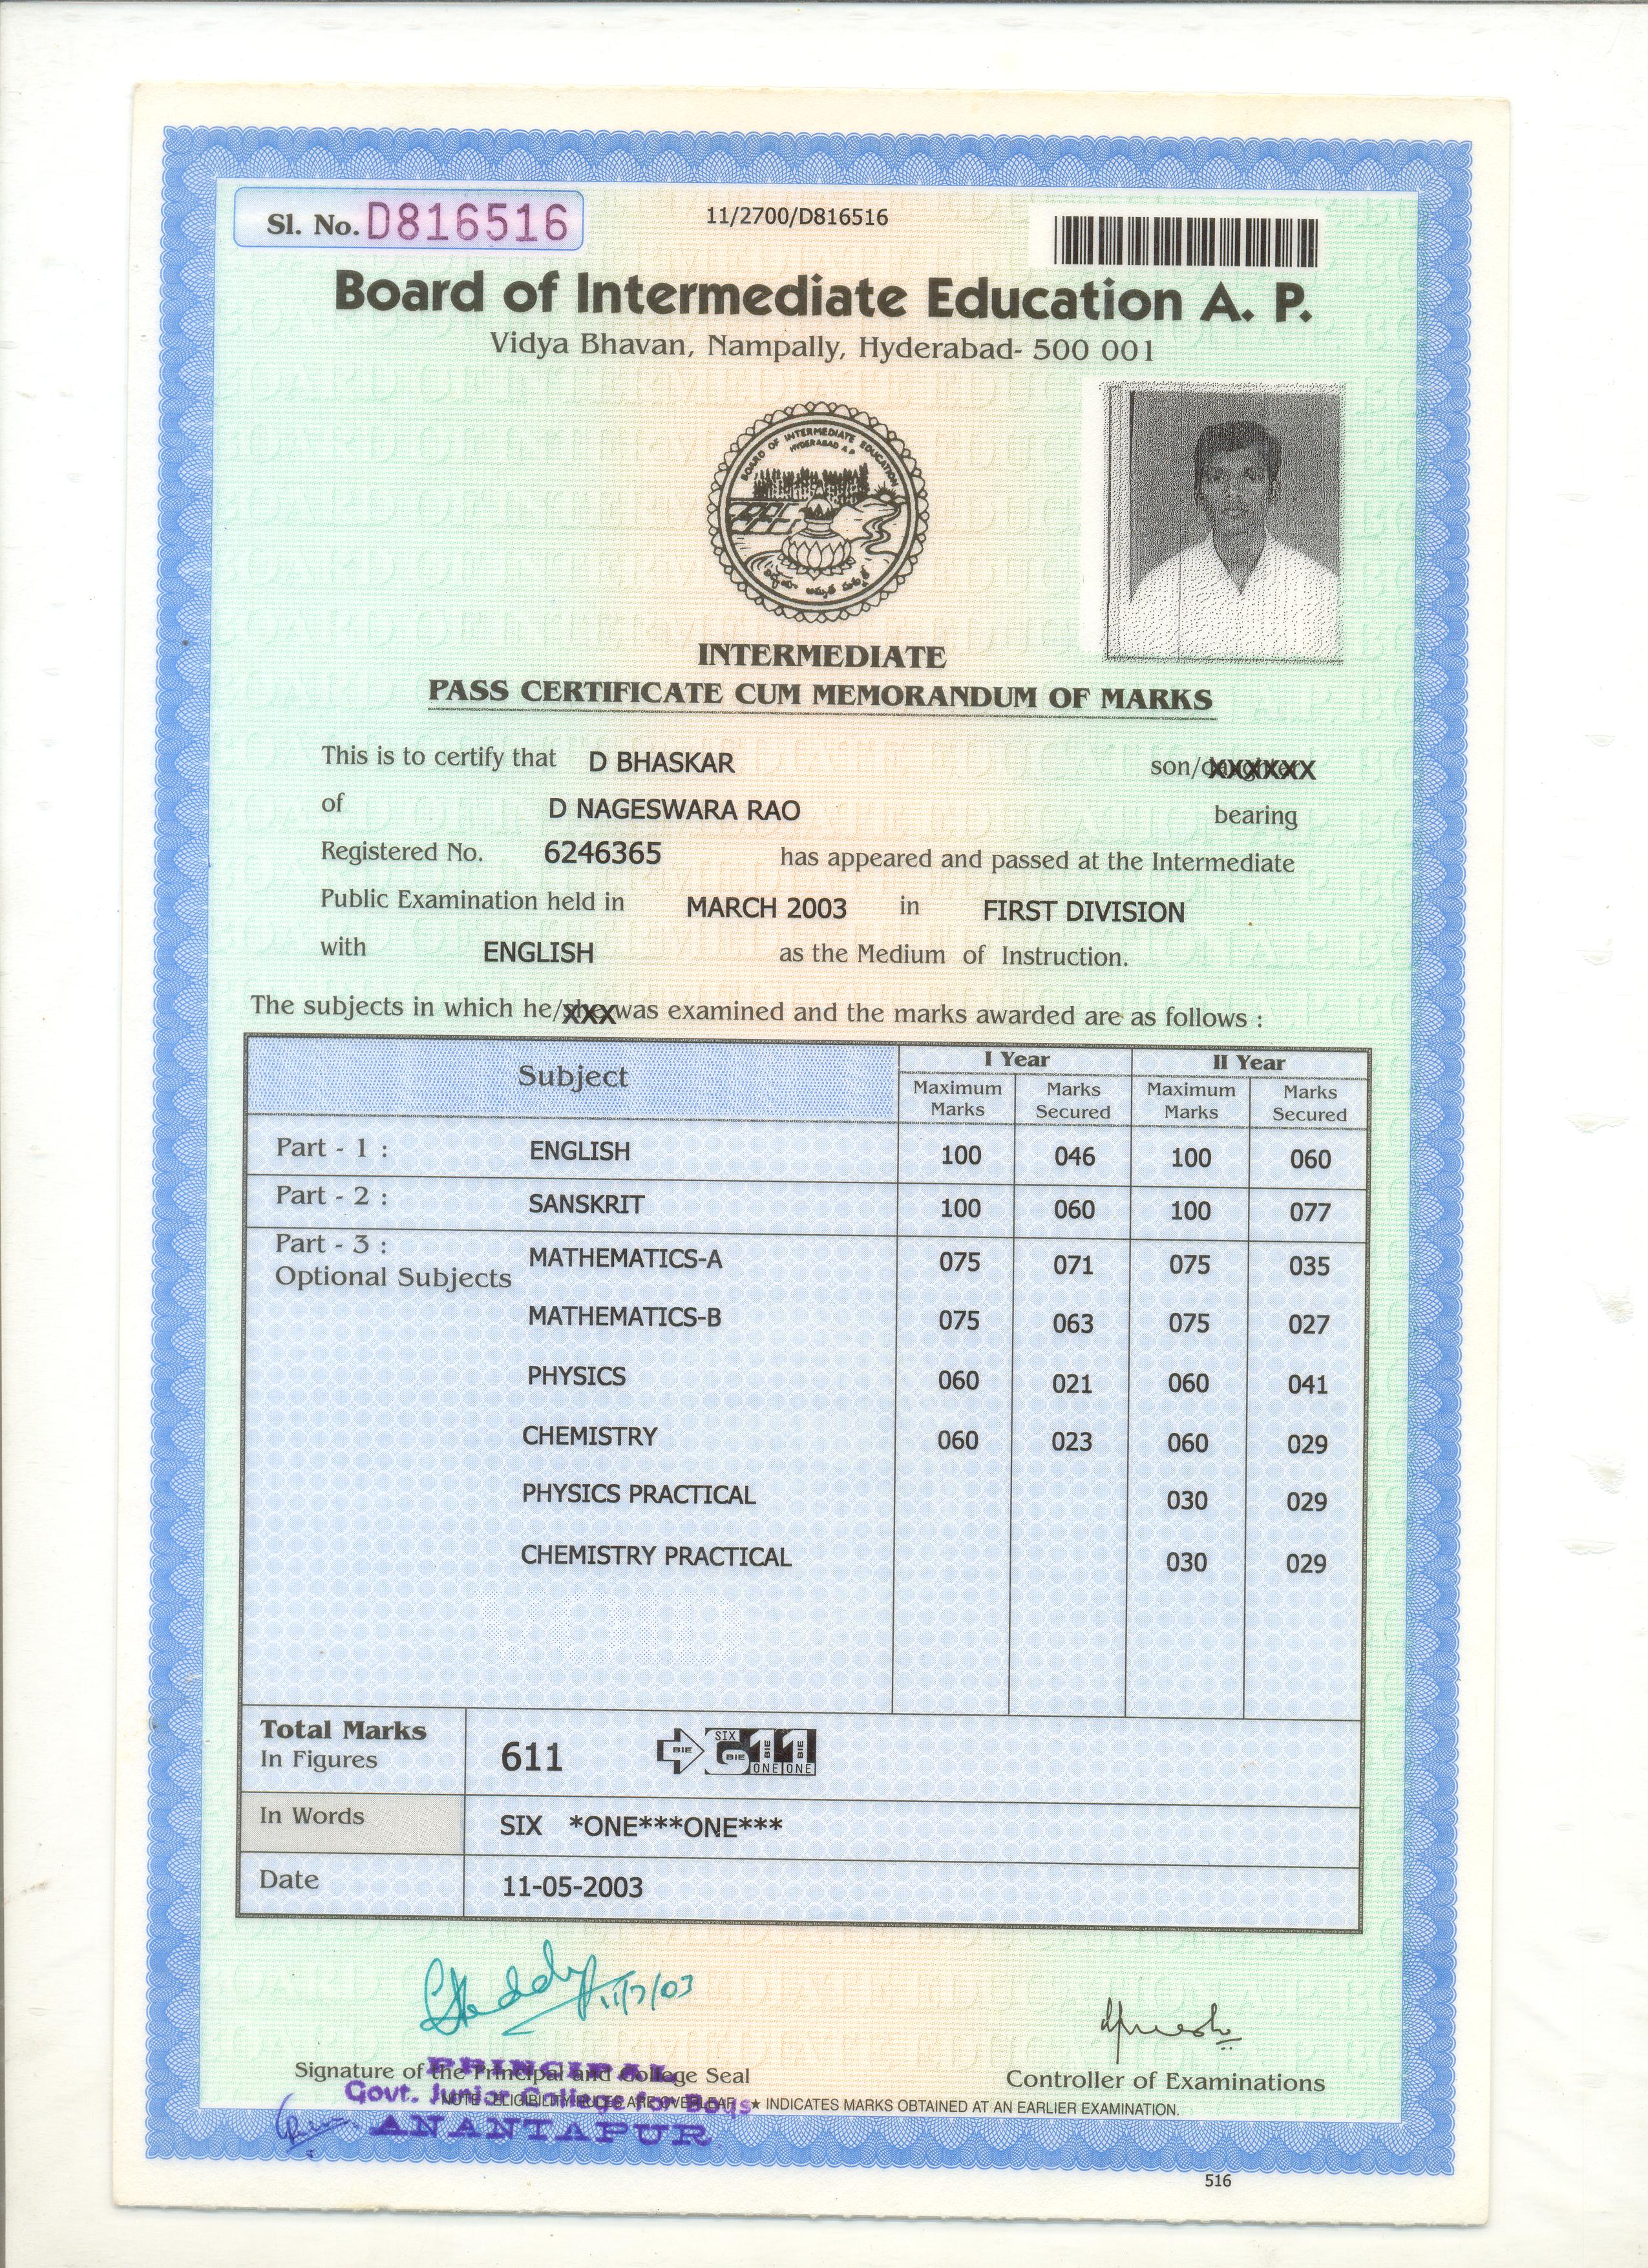 Sl. No. D816516
11/2700/D816516
Board of Intermediate Education A. P.
Vidya Bhavan, Nampally, Hyderabad- 500 001
BOARD OF INTERMEDIATE EDUCATION
HYDERABAD A.P
INTERMEDIATE
PASS CERTIFICATE CUM MEMORANDUM OF MARKS
This is to certify that D BHASKAR son/daughter XXXXXX
of D NAGESWARA RAO bearing
Registered No. 6246365 has appeared and passed at the Intermediate
Public Examination held in MARCH 2003 in FIRST DIVISION
with ENGLISH as the Medium of Instruction.
The subjects in which he/she XXX was examined and the marks awarded are as follows :
Subject I Year II Year
Maximum Marks Marks Secured Maximum Marks Marks Secured
Part - 1 : ENGLISH 100 046 100 060
Part - 2 : SANSKRIT 100 060 100 077
Part - 3 :
Optional Subjects MATHEMATICS-A 075 071 075 035
MATHEMATICS-B 075 063 075 027
PHYSICS 060 021 060 041
CHEMISTRY 060 023 060 029
PHYSICS PRACTICAL 030 029
CHEMISTRY PRACTICAL 030 029
VOID
Total Marks
In Figures 611 BIE SIX 6 BIE 1 BIE ONE 1 BIE ONE
In Words SIX *ONE***ONE***
Date 11-05-2003
11/7/03
Signature of the Principal and College Seal
Controller of Examinations
PRINCIPAL
Govt. Junior College for Boys
ANANTAPUR
NOTE : ELIGIBILITY RULES ARE OVERLEAF ★ INDICATES MARKS OBTAINED AT AN EARLIER EXAMINATION.
516